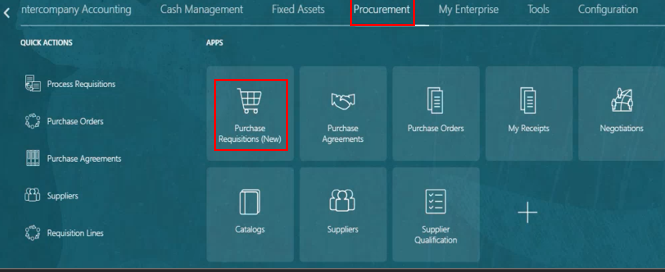 ntercompany Accounting Cash Management Fixed Assets Procurement My Enterprise Tools Configuration
QUICK ACTIONS
Process Requisitions
Purchase Orders
Purchase Agreements
Suppliers
Requisition Lines
APPS
Purchase
Requisitions (New)
Purchase
Agreements
Purchase Orders
My Receipts
Negotiations
Catalogs
Suppliers
Supplier
Qualification